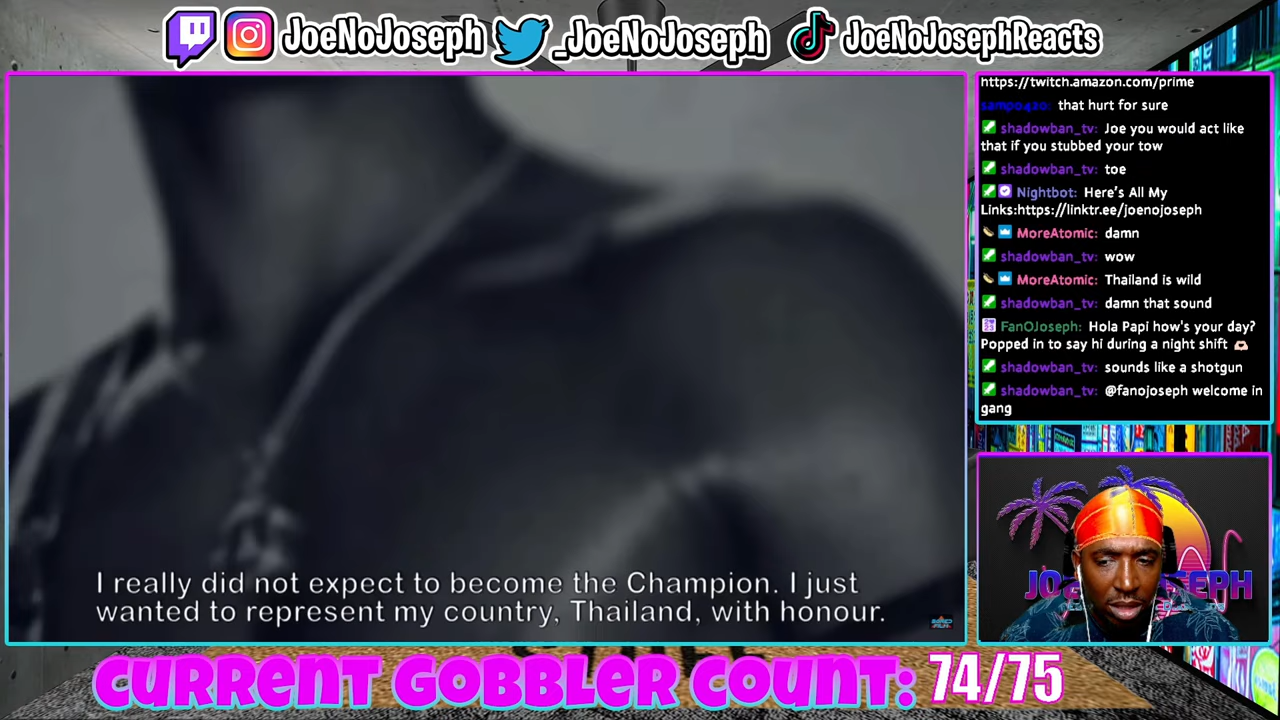 JoeNoJoseph
_JoeNoJoseph
JoeNoJosephReacts
https://twitch.amazon.com/prime
sampo420: that hurt for sure
shadowban_tv: Joe you would act like
that if you stubbed your tow
shadowban_tv: toe
Nightbot: Here's All My
Links:https://linktr.ee/joenojoseph
MoreAtomic: damn
shadowban_tv: wow
MoreAtomic: Thailand is wild
shadowban_tv: damn that sound
FanOJoseph: Hola Papi how's your day?
Popped in to say hi during a night shift
shadowban_tv: sounds like a shotgun
shadowban_tv: @fanojoseph welcome in
gang
I really did not expect to become the Champion. I just
wanted to represent my country, Thailand, with honour.
CURRENT GOBBLER COUNT: 74/75